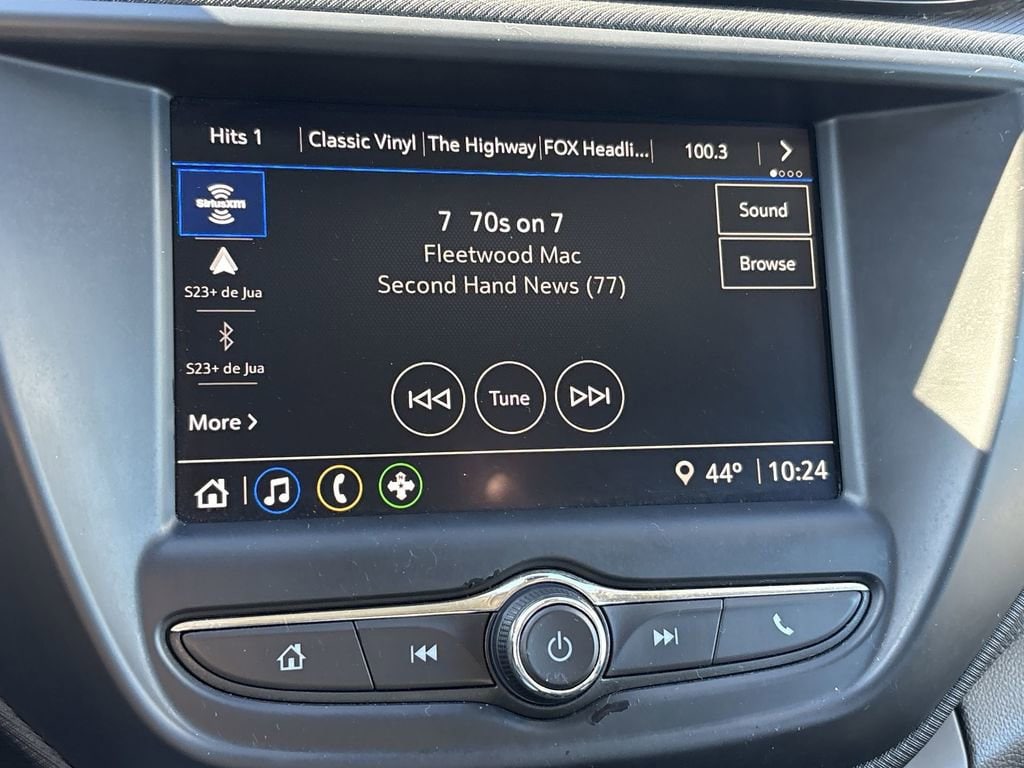 Hits 1 Classic Vinyl The Highway FOX Headli... 100.3
SiriusXM
7 70s on 7
Fleetwood Mac
Second Hand News (77)
Sound
Browse
S23+ de Jua
S23+ de Jua
More
Tune
44° 10:24